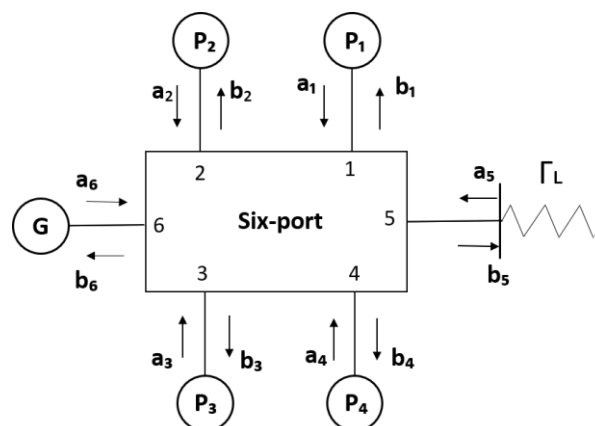 P₂ P₁
a₂ b₂ a₁ b₁
a₆ 2 1 a₅ Γ_L
G 6 Six-port 5
b₆ 3 4 b₅
a₃ b₃ a₄ b₄
P₃ P₄